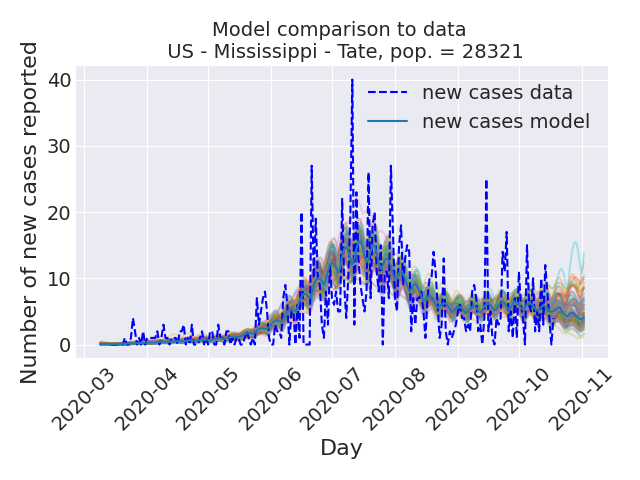 Model comparison to data
US - Mississippi - Tate, pop. = 28321
Number of new cases reported
40
30
20
10
0
new cases data
new cases model
2020-03
2020-04
2020-05
2020-06
2020-07
2020-08
2020-09
2020-10
2020-11
Day